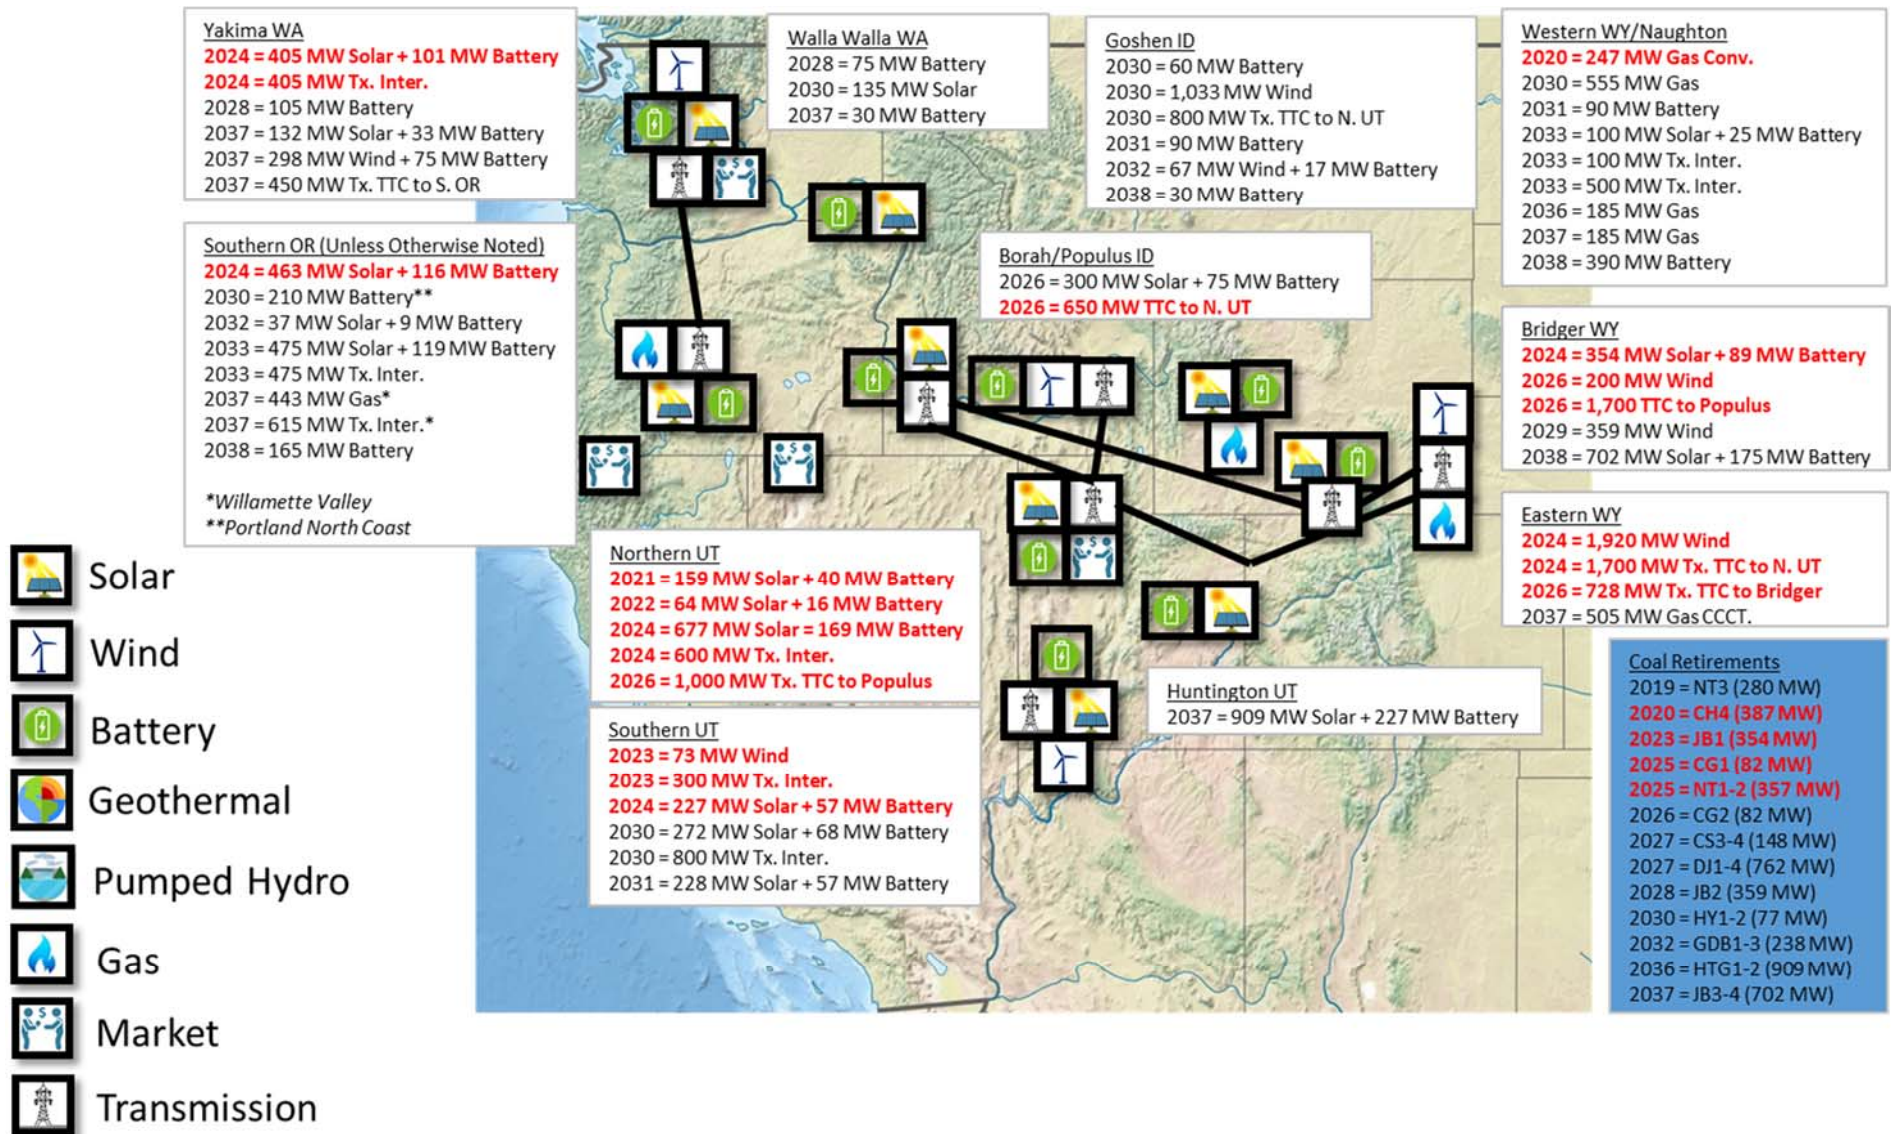 Yakima WA
2024 = 405 MW Solar + 101 MW Battery
2024 = 405 MW Tx. Inter.
2028 = 105 MW Battery
2037 = 132 MW Solar + 33 MW Battery
2037 = 298 MW Wind + 75 MW Battery
2037 = 450 MW Tx. TTC to S. OR
Walla Walla WA
2028 = 75 MW Battery
2030 = 135 MW Solar
2037 = 30 MW Battery
Goshen ID
2030 = 60 MW Battery
2030 = 1,033 MW Wind
2030 = 800 MW Tx. TTC to N. UT
2031 = 90 MW Battery
2032 = 67 MW Wind + 17 MW Battery
2038 = 30 MW Battery
Western WY/Naughton
2020 = 247 MW Gas Conv.
2030 = 555 MW Gas
2031 = 90 MW Battery
2033 = 100 MW Solar + 25 MW Battery
2033 = 100 MW Tx. Inter.
2033 = 500 MW Tx. Inter.
2036 = 185 MW Gas
2037 = 185 MW Gas
2038 = 390 MW Battery
Southern OR (Unless Otherwise Noted)
2024 = 463 MW Solar + 116 MW Battery
2030 = 210 MW Battery**
2032 = 37 MW Solar + 9 MW Battery
2033 = 475 MW Solar + 119 MW Battery
2033 = 475 MW Tx. Inter.
2037 = 443 MW Gas*
2037 = 615 MW Tx. Inter.*
2038 = 165 MW Battery
*Willamette Valley
**Portland North Coast
Borah/Populus ID
2026 = 300 MW Solar + 75 MW Battery
2026 = 650 MW TTC to N. UT
Bridger WY
2024 = 354 MW Solar + 89 MW Battery
2026 = 200 MW Wind
2026 = 1,700 TTC to Populus
2029 = 359 MW Wind
2038 = 702 MW Solar + 175 MW Battery
Eastern WY
2024 = 1,920 MW Wind
2024 = 1,700 MW Tx. TTC to N. UT
2026 = 728 MW Tx. TTC to Bridger
2037 = 505 MW Gas CCCT.
Northern UT
2021 = 159 MW Solar + 40 MW Battery
2022 = 64 MW Solar + 16 MW Battery
2024 = 677 MW Solar = 169 MW Battery
2024 = 600 MW Tx. Inter.
2026 = 1,000 MW Tx. TTC to Populus
Southern UT
2023 = 73 MW Wind
2023 = 300 MW Tx. Inter.
2024 = 227 MW Solar + 57 MW Battery
2030 = 272 MW Solar + 68 MW Battery
2030 = 800 MW Tx. Inter.
2031 = 228 MW Solar + 57 MW Battery
Huntington UT
2037 = 909 MW Solar + 227 MW Battery
Coal Retirements
2019 = NT3 (280 MW)
2020 = CH4 (387 MW)
2023 = JB1 (354 MW)
2025 = CG1 (82 MW)
2025 = NT1-2 (357 MW)
2026 = CG2 (82 MW)
2027 = CS3-4 (148 MW)
2027 = DJ1-4 (762 MW)
2028 = JB2 (359 MW)
2030 = HY1-2 (77 MW)
2032 = GDB1-3 (238 MW)
2036 = HTG1-2 (909 MW)
2037 = JB3-4 (702 MW)
Solar
Wind
Battery
Geothermal
Pumped Hydro
Gas
Market
Transmission